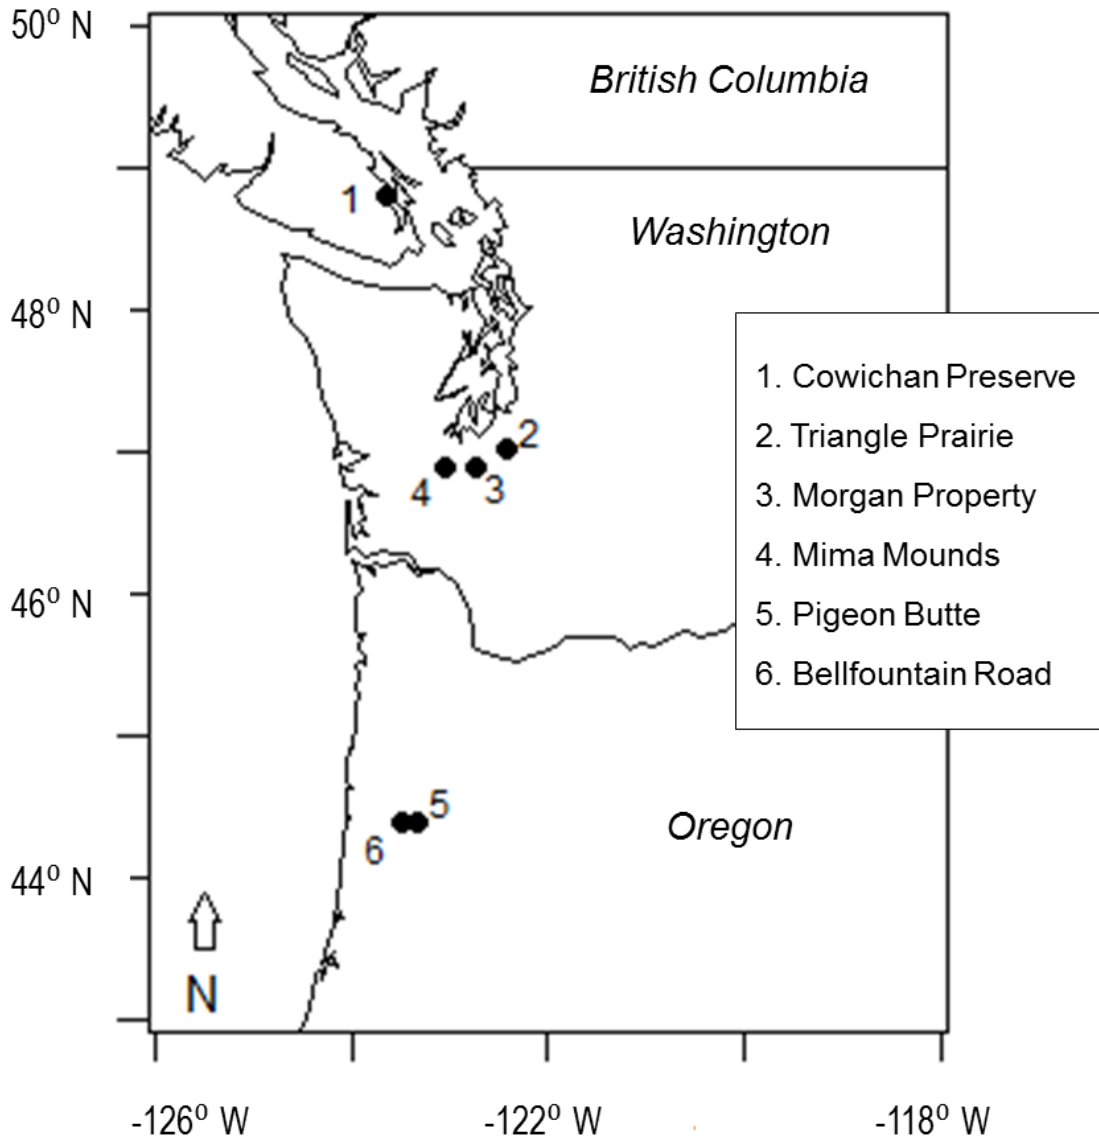 50⁰ N
British Columbia
1
Washington
48⁰ N
1. Cowichan Preserve
2. Triangle Prairie
3. Morgan Property
4. Mima Mounds
5. Pigeon Butte
6. Bellfountain Road
2
4
3
46⁰ N
5
6
Oregon
44⁰ N
N
-126⁰ W
-122⁰ W
-118⁰ W